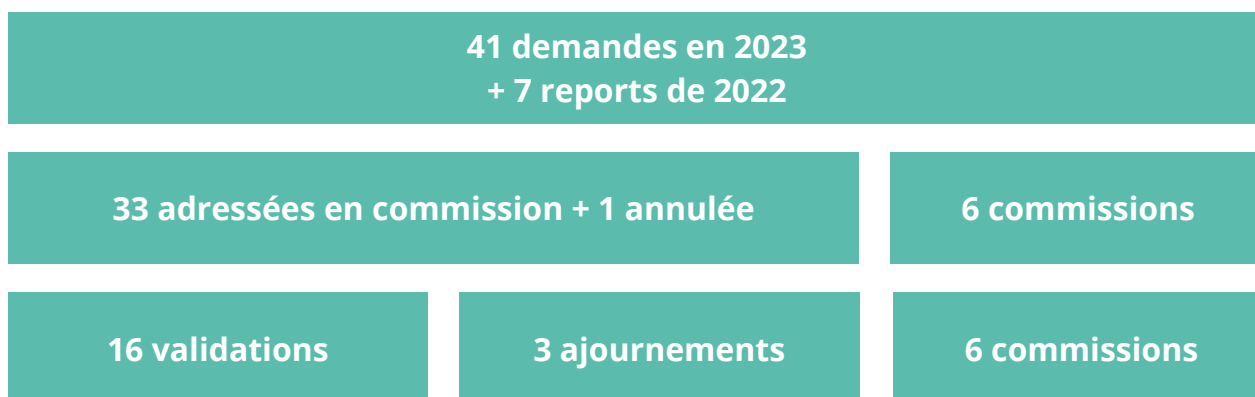 41 demandes en 2023
+ 7 reports de 2022
33 adressées en commission + 1 annulée
6 commissions
16 validations
3 ajournements
6 commissions